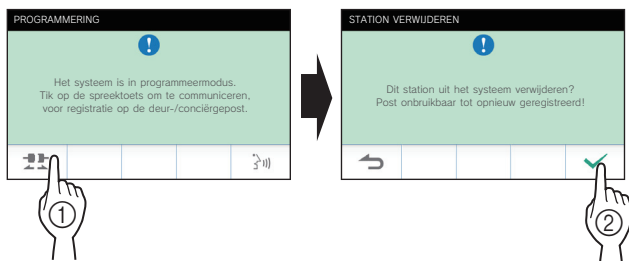 PROGRAMMERING
Het systeem is in programmeermodus.
Tik op de spreektoets om te communiceren,
voor registratie op de deur-/conciërgepost.
①
STATION VERWIJDEREN
Dit station uit het systeem verwijderen?
Post onbruikbaar tot opnieuw geregistreerd!
②